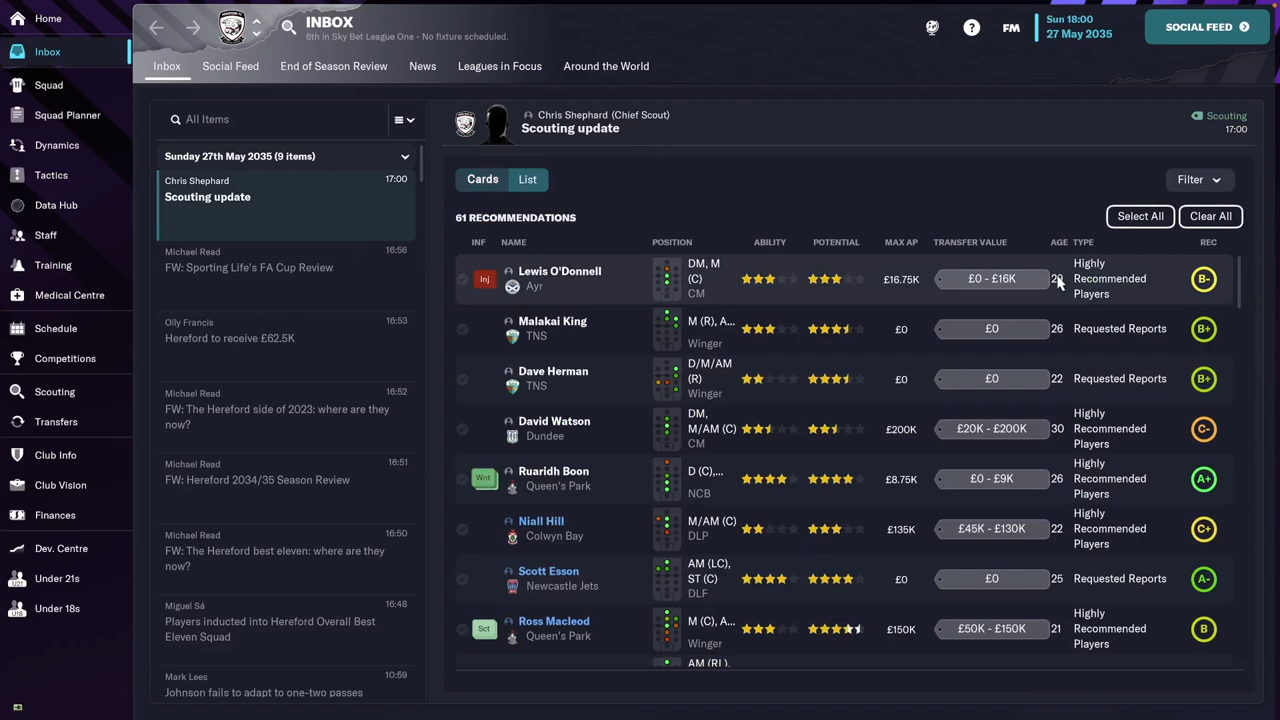 Home
Inbox
Squad
Squad Planner
Dynamics
Tactics
Data Hub
Staff
Training
Medical Centre
Schedule
Competitions
Scouting
Transfers
Club Info
Club Vision
Finances
Dev. Centre
U21
Under 21s
U18
Under 18s
INBOX
6th in Sky Bet League One - No fixture scheduled.
?
FM
Sun 18:00
27 May 2035
SOCIAL FEED
Inbox
Social Feed
End of Season Review
News
Leagues in Focus
Around the World
All Items
Sunday 27th May 2035 (9 items)
Chris Shephard
17:00
Scouting update
Michael Read
16:56
FW: Sporting Life's FA Cup Review
Olly Francis
16:53
Hereford to receive £62.5K
Michael Read
16:52
FW: The Hereford side of 2023: where are they
now?
Michael Read
16:51
FW: Hereford 2034/35 Season Review
Michael Read
16:50
FW: The Hereford best eleven: where are they
now?
Miguel Sá
16:48
Players inducted into Hereford Overall Best
Eleven Squad
Mark Lees
10:59
Johnson fails to adapt to one-two passes
Chris Shephard (Chief Scout)
Scouting update
Scouting
17:00
Cards
List
Filter
61 RECOMMENDATIONS
Select All
Clear All
INF
NAME
POSITION
ABILITY
POTENTIAL
MAX AP
TRANSFER VALUE
AGE
TYPE
REC
Inj
Lewis O'Donnell
Ayr
DM, M
(C)
CM
£16.75K
£0 - £16K
Highly
Recommended
Players
B-
Malakai King
TNS
M (R), A...
Winger
£0
£0
26
Requested Reports
B+
Dave Herman
TNS
D/M/AM
(R)
Winger
£0
£0
22
Requested Reports
B+
David Watson
Dundee
DM,
M/AM (C)
CM
£200K
£20K - £200K
30
Highly
Recommended
Players
C-
Wnt
Ruaridh Boon
Queen's Park
D (C),...
NCB
£8.75K
£0 - £9K
26
Highly
Recommended
Players
A+
Niall Hill
Colwyn Bay
M/AM (C)
DLP
£135K
£45K - £130K
22
Highly
Recommended
Players
C+
Scott Esson
Newcastle Jets
AM (LC),
ST (C)
DLF
£0
£0
25
Requested Reports
A-
Sct
Ross Macleod
Queen's Park
M (C), A...
Winger
£150K
£50K - £150K
21
Highly
Recommended
Players
B
AM (RL),